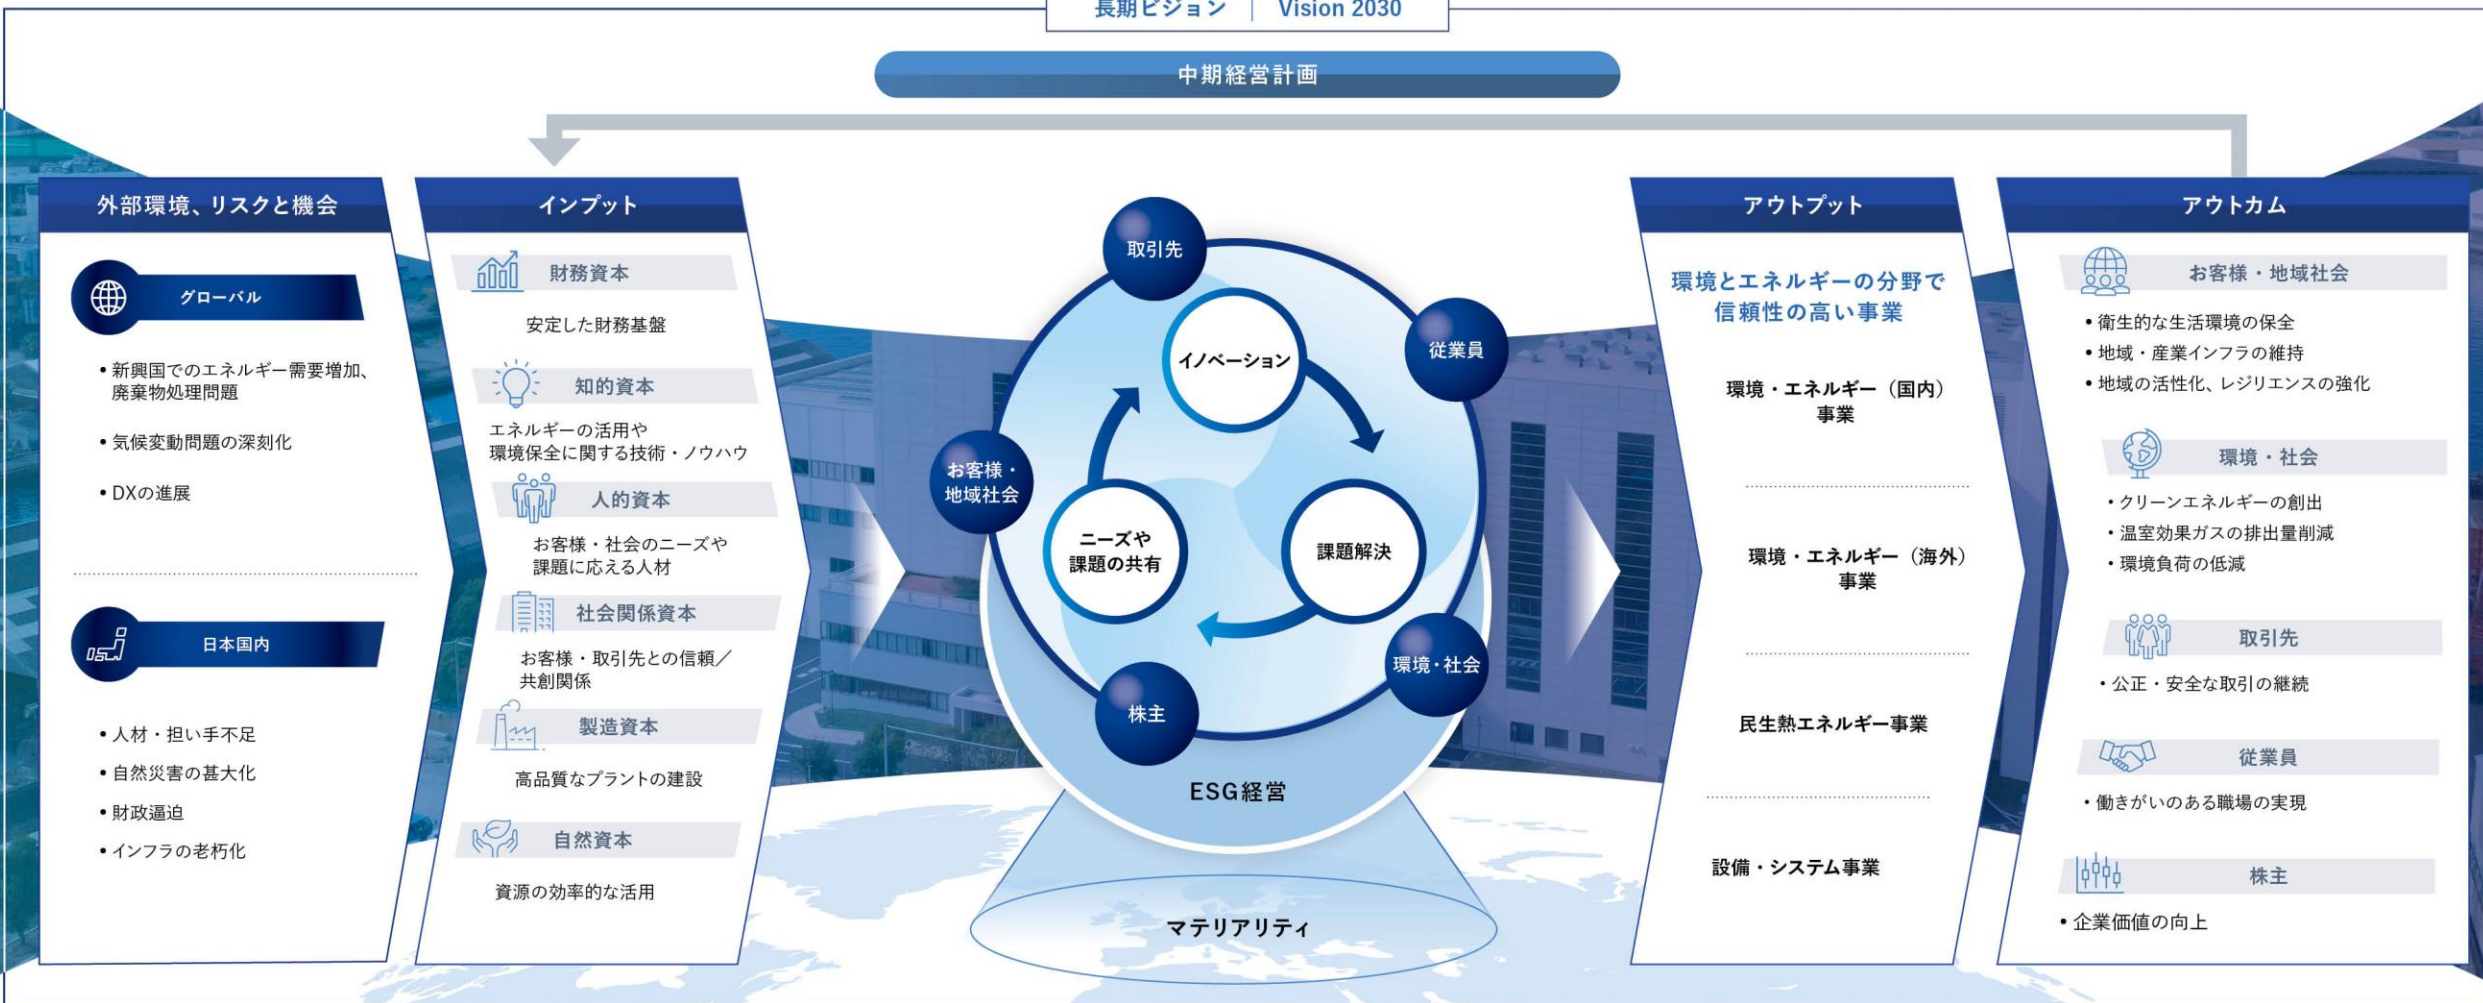 長期ビジョン | Vision 2030
中期経営計画
外部環境、リスクと機会
グローバル
• 新興国でのエネルギー需要増加、
廃棄物処理問題
• 気候変動問題の深刻化
• DXの進展
日本国内
• 人材・担い手不足
• 自然災害の甚大化
• 財政逼迫
• インフラの老朽化
インプット
財務資本
安定した財務基盤
知的資本
エネルギーの活用や
環境保全に関する技術・ノウハウ
人的資本
お客様・社会のニーズや
課題に応える人材
社会関係資本
お客様・取引先との信頼／
共創関係
製造資本
高品質なプラントの建設
自然資本
資源の効率的な活用
取引先
従業員
お客様・
地域社会
環境・社会
株主
イノベーション
ニーズや
課題の共有
課題解決
ESG経営
マテリアリティ
アウトプット
環境とエネルギーの分野で
信頼性の高い事業
環境・エネルギー（国内）
事業
環境・エネルギー（海外）
事業
民生熱エネルギー事業
設備・システム事業
アウトカム
お客様・地域社会
• 衛生的な生活環境の保全
• 地域・産業インフラの維持
• 地域の活性化、レジリエンスの強化
環境・社会
• クリーンエネルギーの創出
• 温室効果ガスの排出量削減
• 環境負荷の低減
取引先
• 公正・安全な取引の継続
従業員
• 働きがいのある職場の実現
株主
• 企業価値の向上